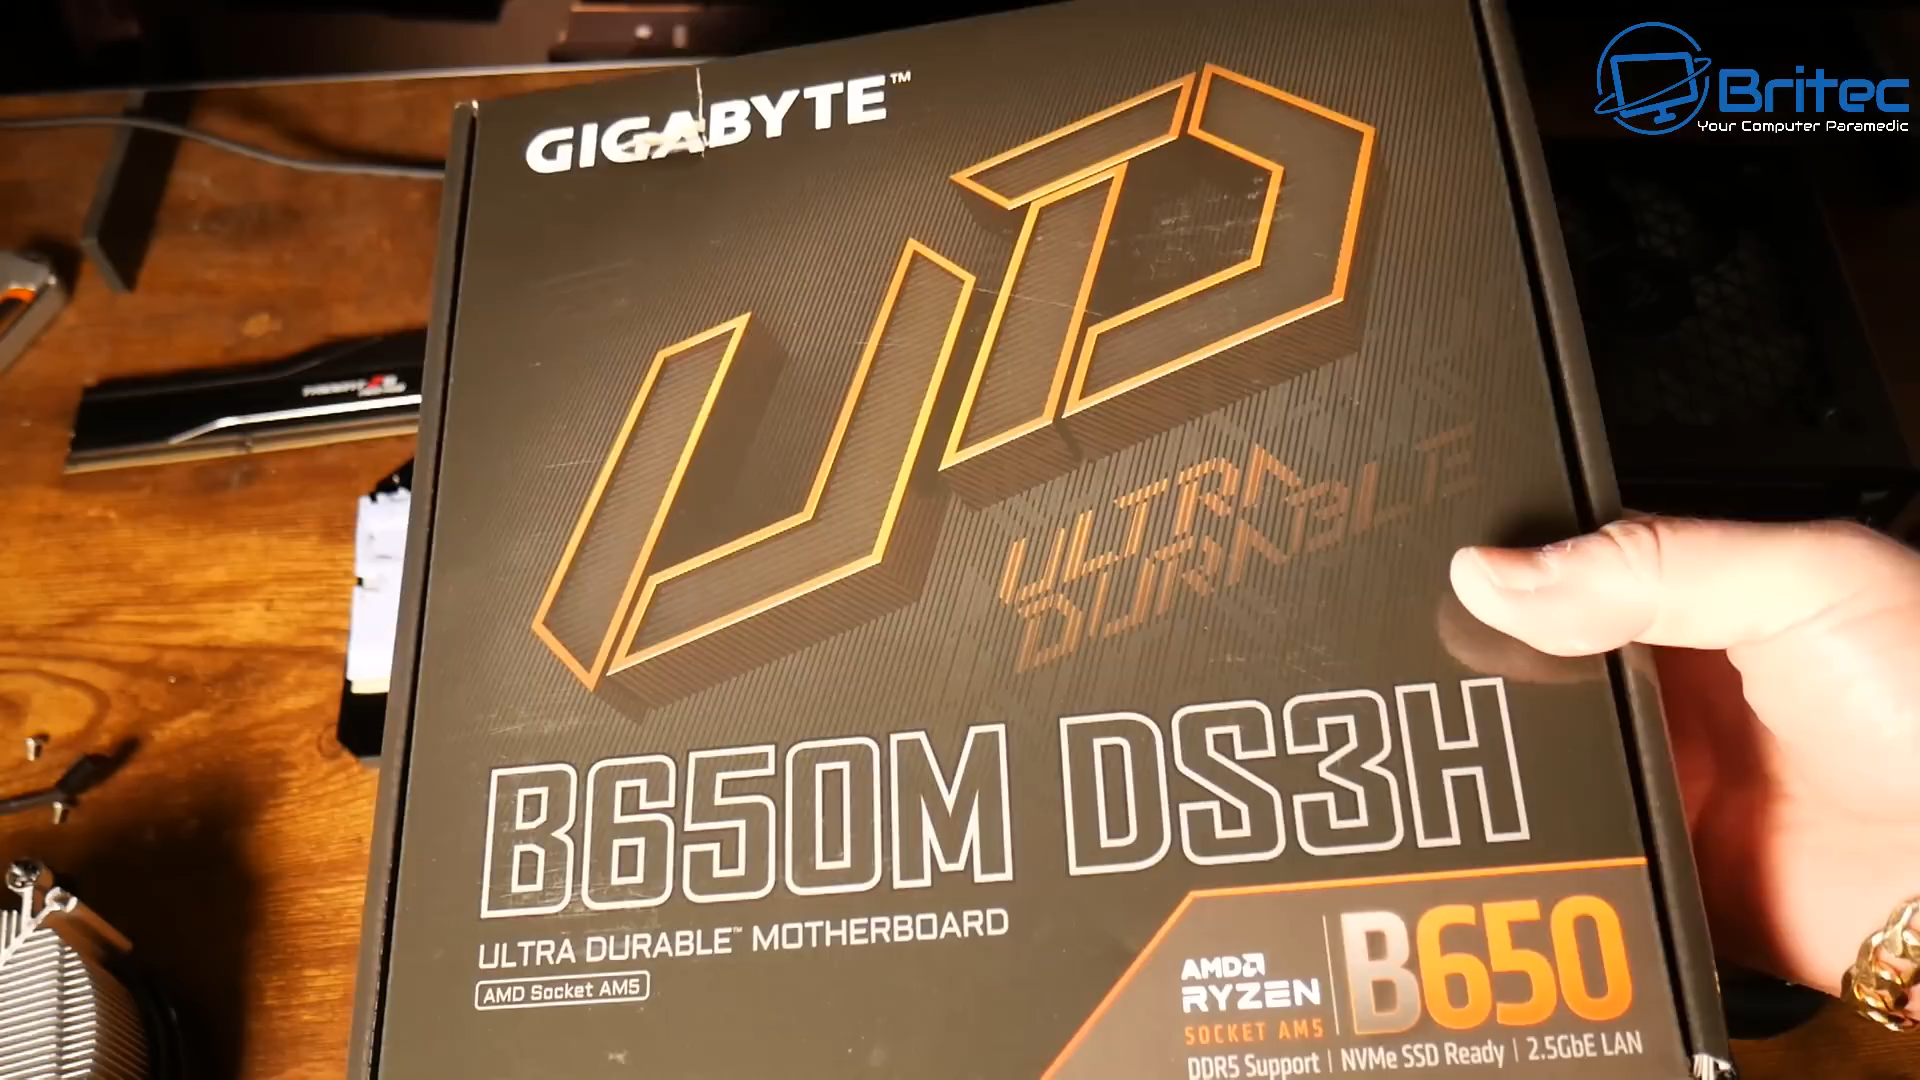 Britec
Your Computer Paramedic
GIGABYTE™
UD
ULTRA
DURABLE
B650M DS3H
ULTRA DURABLE™ MOTHERBOARD
AMD Socket AM5
AMD
RYZEN
SOCKET AM5
B650
DDR5 Support | NVMe SSD Ready | 2.5GbE LAN